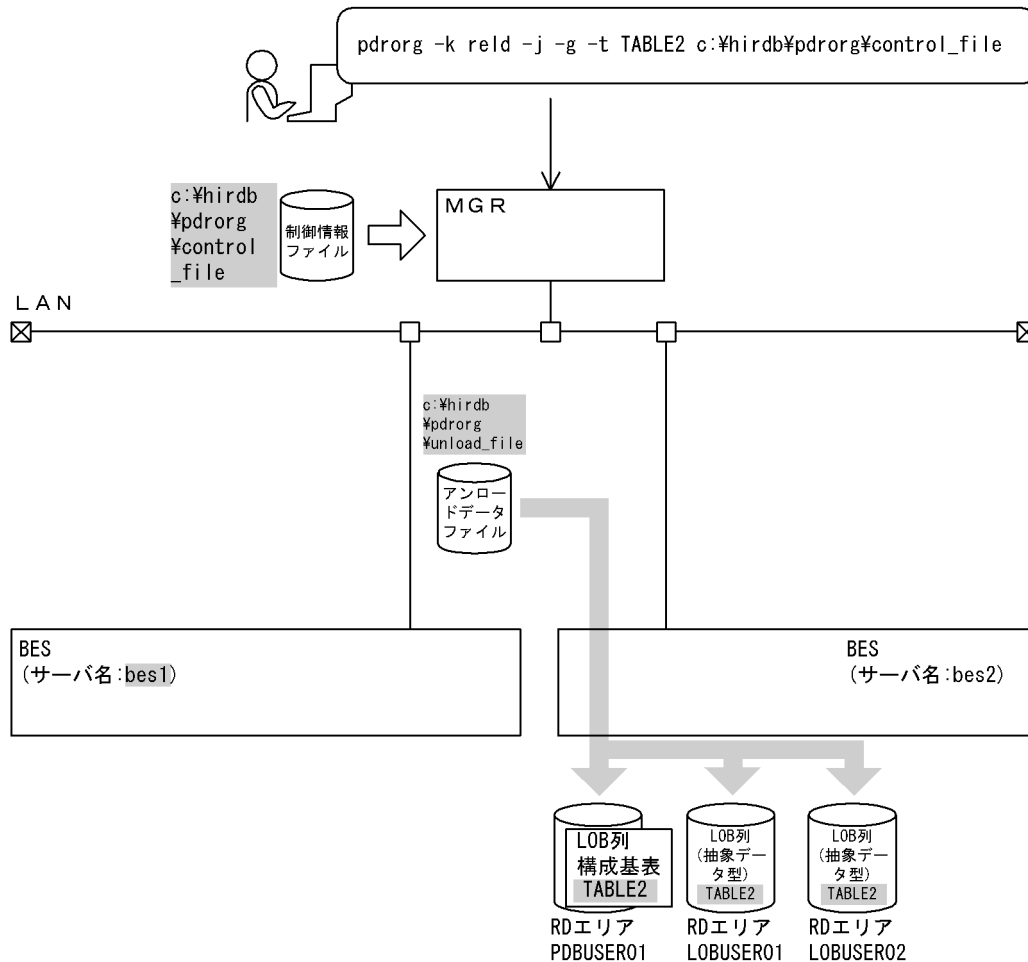 pdrorg -k reld -j -g -t TABLE2 c:¥hirdb¥pdrorg¥control_file
c:¥hirdb
¥pdrorg
¥control
_file
制御情報
ファイル
MGR
LAN
c:¥hirdb
¥pdrorg
¥unload_file
アンロー
ドデータ
ファイル
BES
(サーバ名:bes1)
BES
(サーバ名:bes2)
LOB列
構成基表
TABLE2
LOB列
(抽象デー
タ型)
TABLE2
LOB列
(抽象デー
タ型)
TABLE2
RDエリア
PDBUSER01
RDエリア
LOBUSER01
RDエリア
LOBUSER02